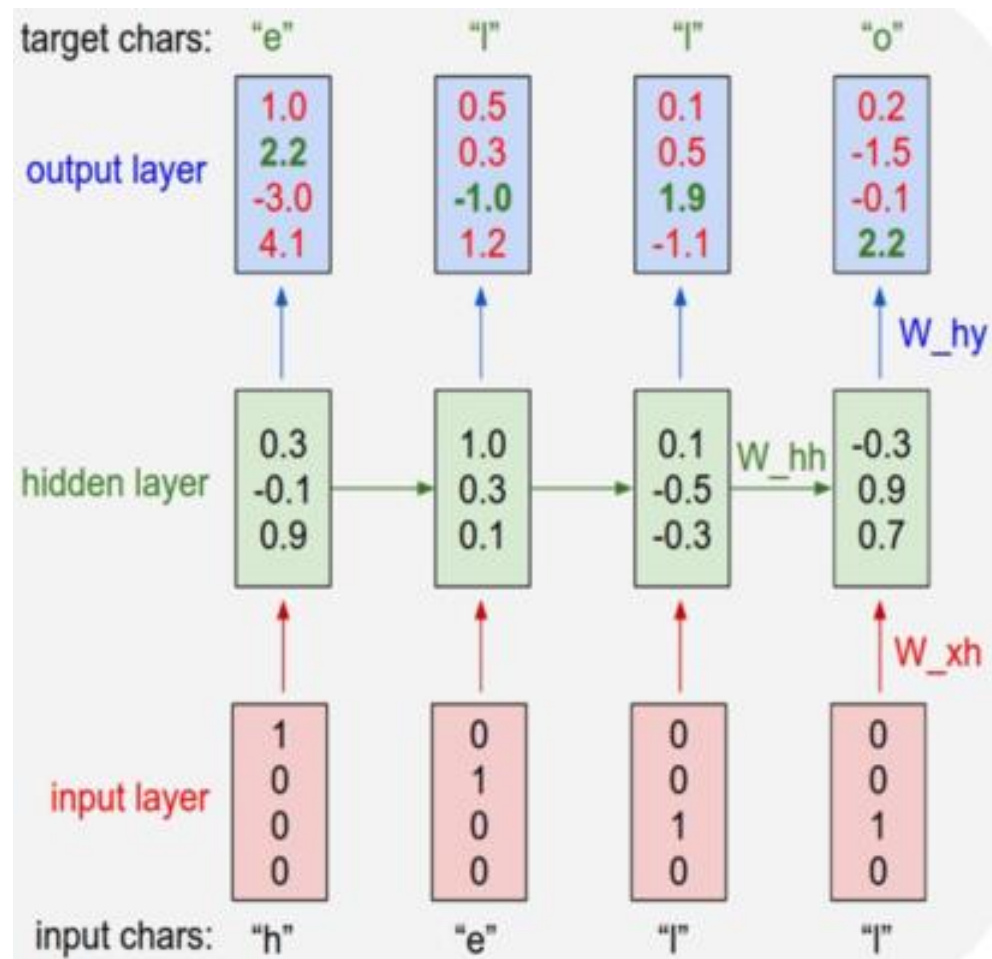 target chars: “e” “l” “l” “o”
1.0 0.5 0.1 0.2
2.2 0.3 0.5 -1.5
output layer
-3.0 -1.0 1.9 -0.1
4.1 1.2 -1.1 2.2
W_hy
0.3 1.0 0.1 -0.3
W_hh
hidden layer -0.1 0.3 -0.5 0.9
0.9 0.1 -0.3 0.7
W_xh
1 0 0 0
0 1 0 0
input layer
0 0 1 1
0 0 0 0
input chars: “h” “e” “l” “l”